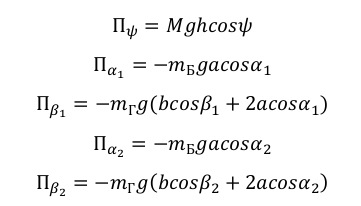 Π_ψ = Mghcosψ
Π_{α_1} = −m_Б gacosα_1
Π_{β_1} = −m_Г g(bcosβ_1 + 2acosα_1)
Π_{α_2} = −m_Б gacosα_2
Π_{β_2} = −m_Г g(bcosβ_2 + 2acosα_2)